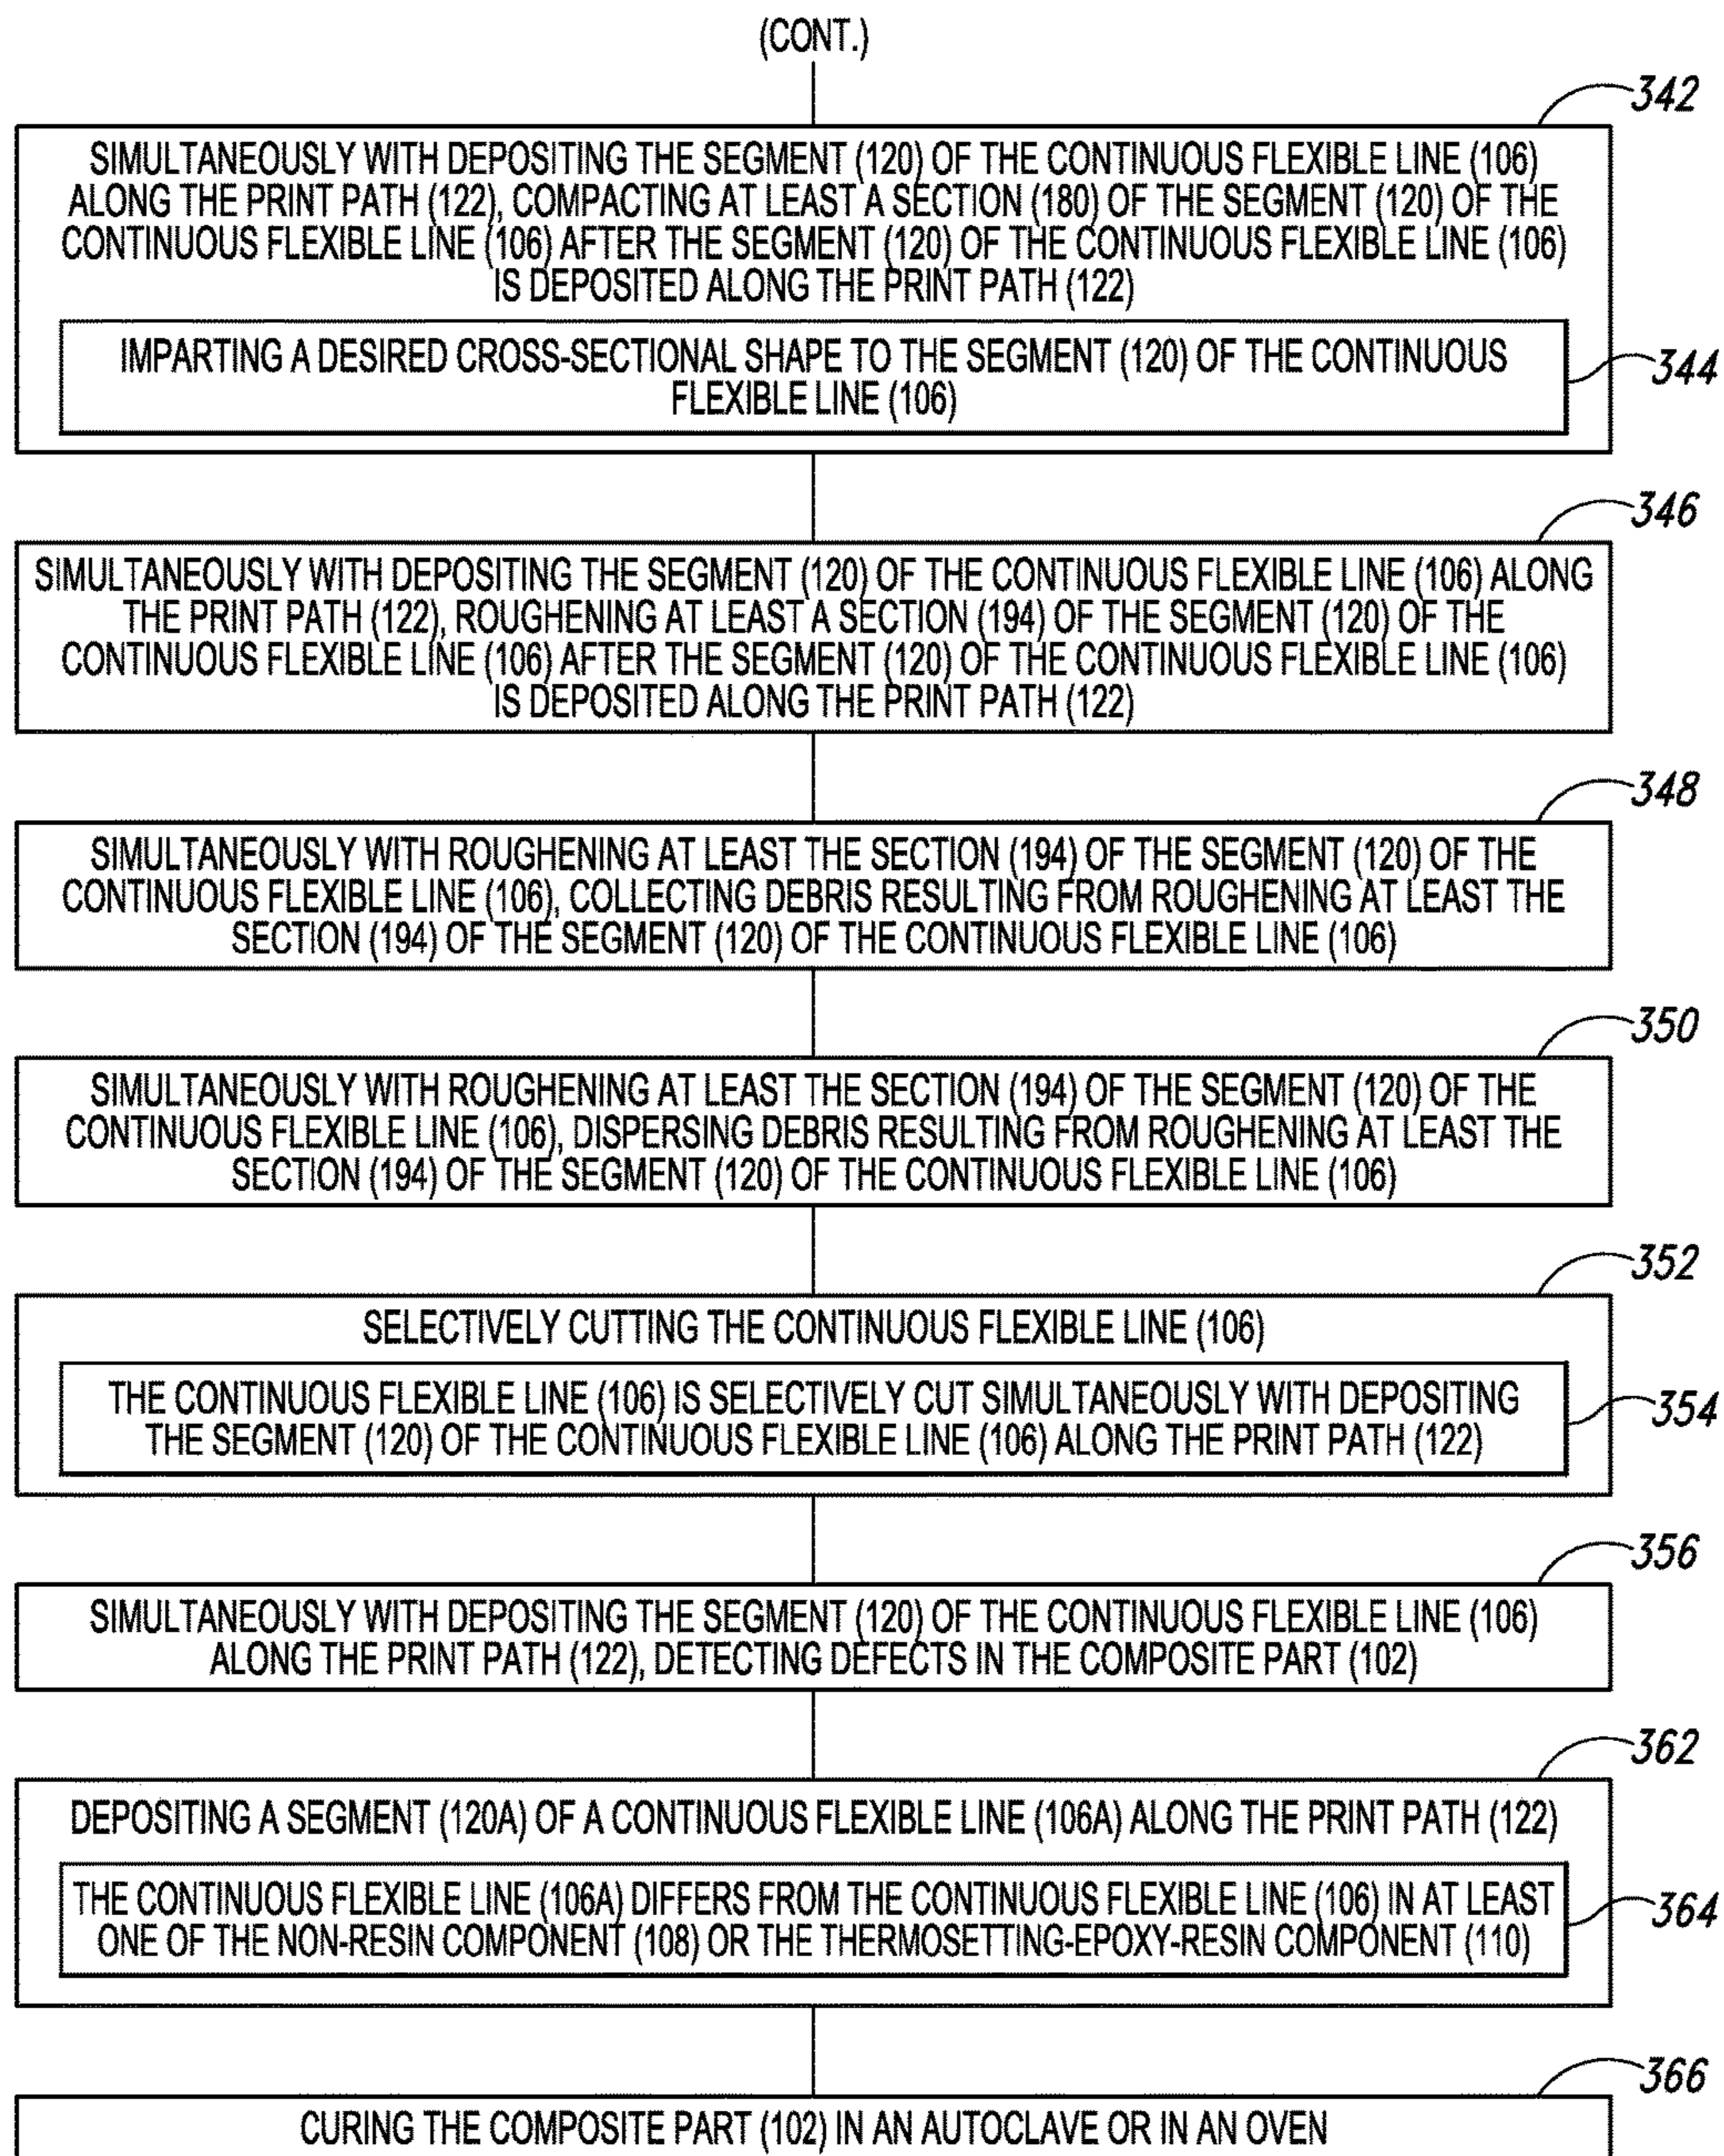 (CONT.)
342
SIMULTANEOUSLY WITH DEPOSITING THE SEGMENT (120) OF THE CONTINUOUS FLEXIBLE LINE (106)
ALONG THE PRINT PATH (122), COMPACTING AT LEAST A SECTION (180) OF THE SEGMENT (120) OF THE
CONTINUOUS FLEXIBLE LINE (106) AFTER THE SEGMENT (120) OF THE CONTINUOUS FLEXIBLE LINE (106)
IS DEPOSITED ALONG THE PRINT PATH (122)
IMPARTING A DESIRED CROSS-SECTIONAL SHAPE TO THE SEGMENT (120) OF THE CONTINUOUS
FLEXIBLE LINE (106)
344
346
SIMULTANEOUSLY WITH DEPOSITING THE SEGMENT (120) OF THE CONTINUOUS FLEXIBLE LINE (106) ALONG
THE PRINT PATH (122), ROUGHENING AT LEAST A SECTION (194) OF THE SEGMENT (120) OF THE
CONTINUOUS FLEXIBLE LINE (106) AFTER THE SEGMENT (120) OF THE CONTINUOUS FLEXIBLE LINE (106)
IS DEPOSITED ALONG THE PRINT PATH (122)
348
SIMULTANEOUSLY WITH ROUGHENING AT LEAST THE SECTION (194) OF THE SEGMENT (120) OF THE
CONTINUOUS FLEXIBLE LINE (106), COLLECTING DEBRIS RESULTING FROM ROUGHENING AT LEAST THE
SECTION (194) OF THE SEGMENT (120) OF THE CONTINUOUS FLEXIBLE LINE (106)
350
SIMULTANEOUSLY WITH ROUGHENING AT LEAST THE SECTION (194) OF THE SEGMENT (120) OF THE
CONTINUOUS FLEXIBLE LINE (106), DISPERSING DEBRIS RESULTING FROM ROUGHENING AT LEAST THE
SECTION (194) OF THE SEGMENT (120) OF THE CONTINUOUS FLEXIBLE LINE (106)
352
SELECTIVELY CUTTING THE CONTINUOUS FLEXIBLE LINE (106)
THE CONTINUOUS FLEXIBLE LINE (106) IS SELECTIVELY CUT SIMULTANEOUSLY WITH DEPOSITING
THE SEGMENT (120) OF THE CONTINUOUS FLEXIBLE LINE (106) ALONG THE PRINT PATH (122)
354
356
SIMULTANEOUSLY WITH DEPOSITING THE SEGMENT (120) OF THE CONTINUOUS FLEXIBLE LINE (106)
ALONG THE PRINT PATH (122), DETECTING DEFECTS IN THE COMPOSITE PART (102)
362
DEPOSITING A SEGMENT (120A) OF A CONTINUOUS FLEXIBLE LINE (106A) ALONG THE PRINT PATH (122)
THE CONTINUOUS FLEXIBLE LINE (106A) DIFFERS FROM THE CONTINUOUS FLEXIBLE LINE (106) IN AT LEAST
ONE OF THE NON-RESIN COMPONENT (108) OR THE THERMOSETTING-EPOXY-RESIN COMPONENT (110)
364
366
CURING THE COMPOSITE PART (102) IN AN AUTOCLAVE OR IN AN OVEN